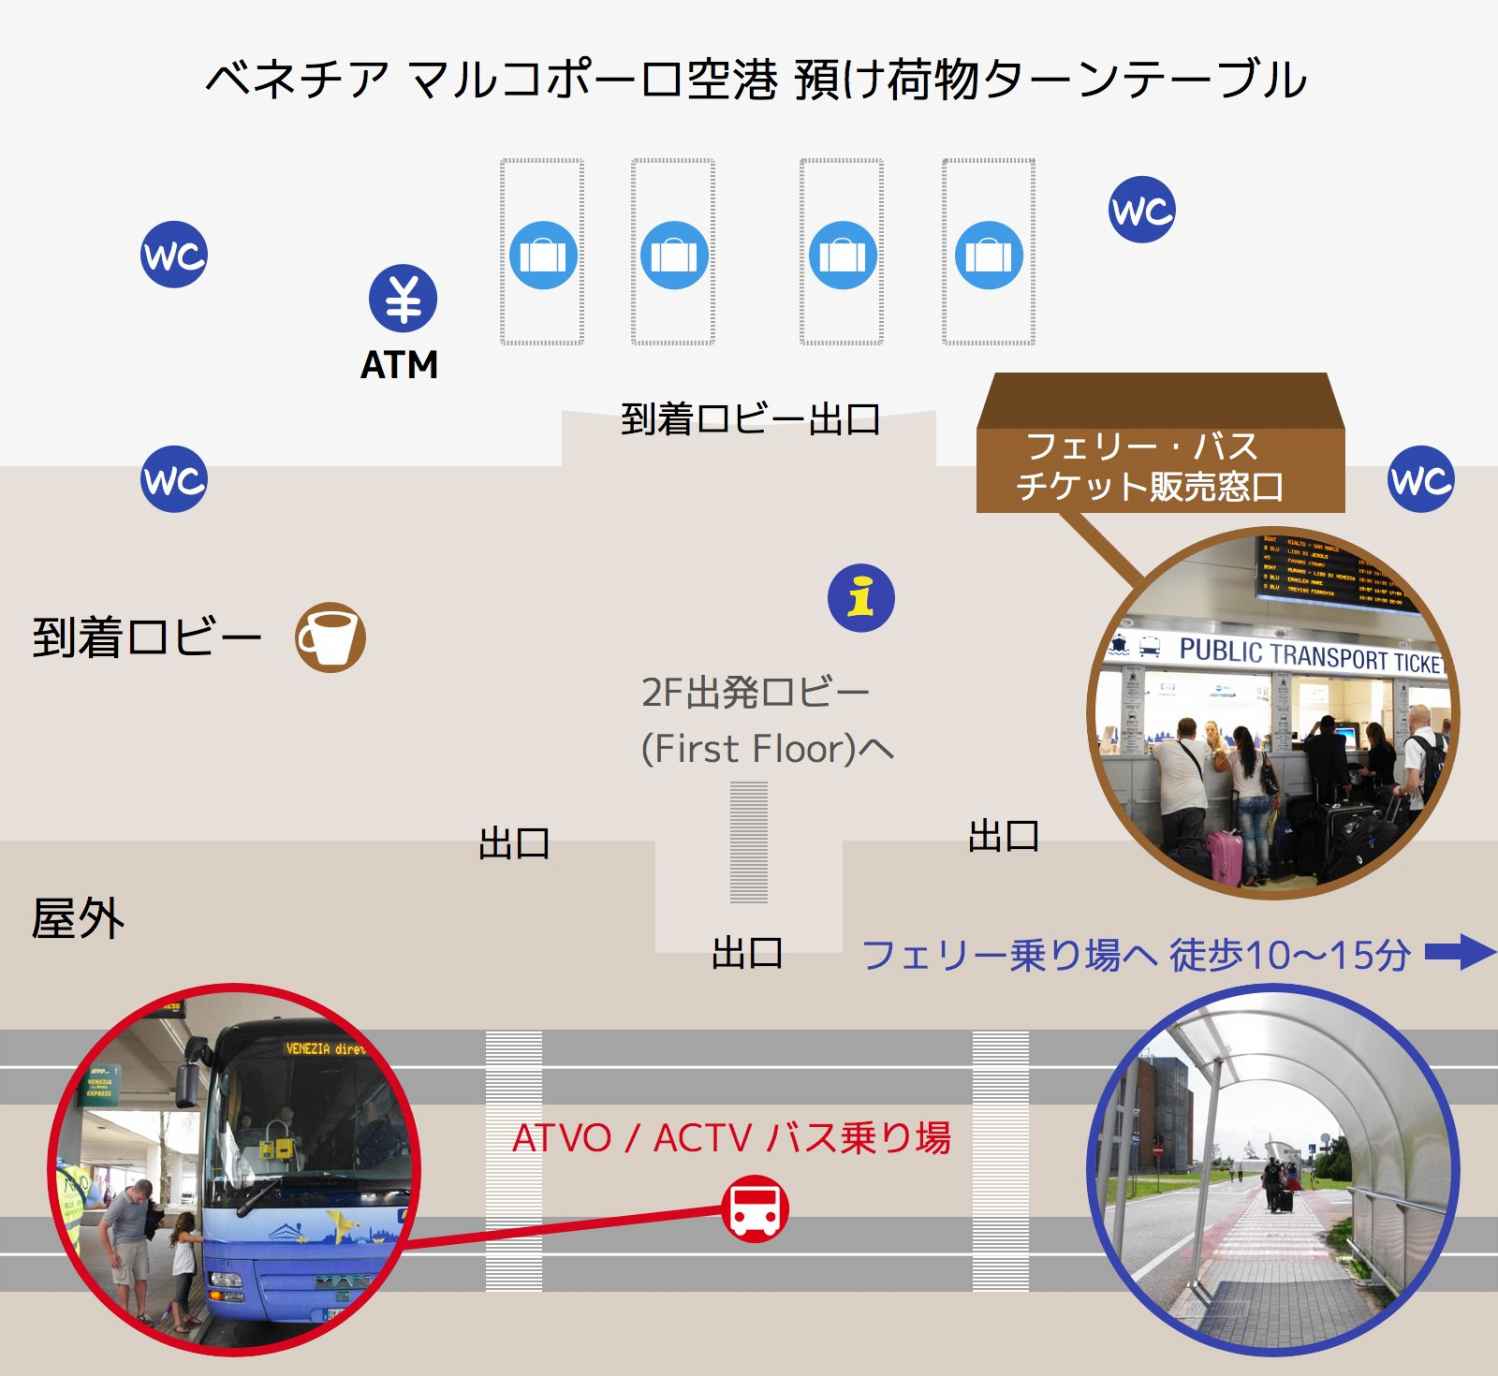 ベネチア マルコポーロ空港 預け荷物ターンテーブル
WC
WC
¥
ATM
到着ロビー出口
フェリー・バス
チケット販売窓口
WC
WC
i
到着ロビー
PUBLIC TRANSPORT TICKE
2F出発ロビー
(First Floor)へ
出口
出口
屋外
出口
フェリー乗り場へ 徒歩10～15分
VENEZIA
EXPRESS
VENEZIA
ATVO / ACTV バス乗り場